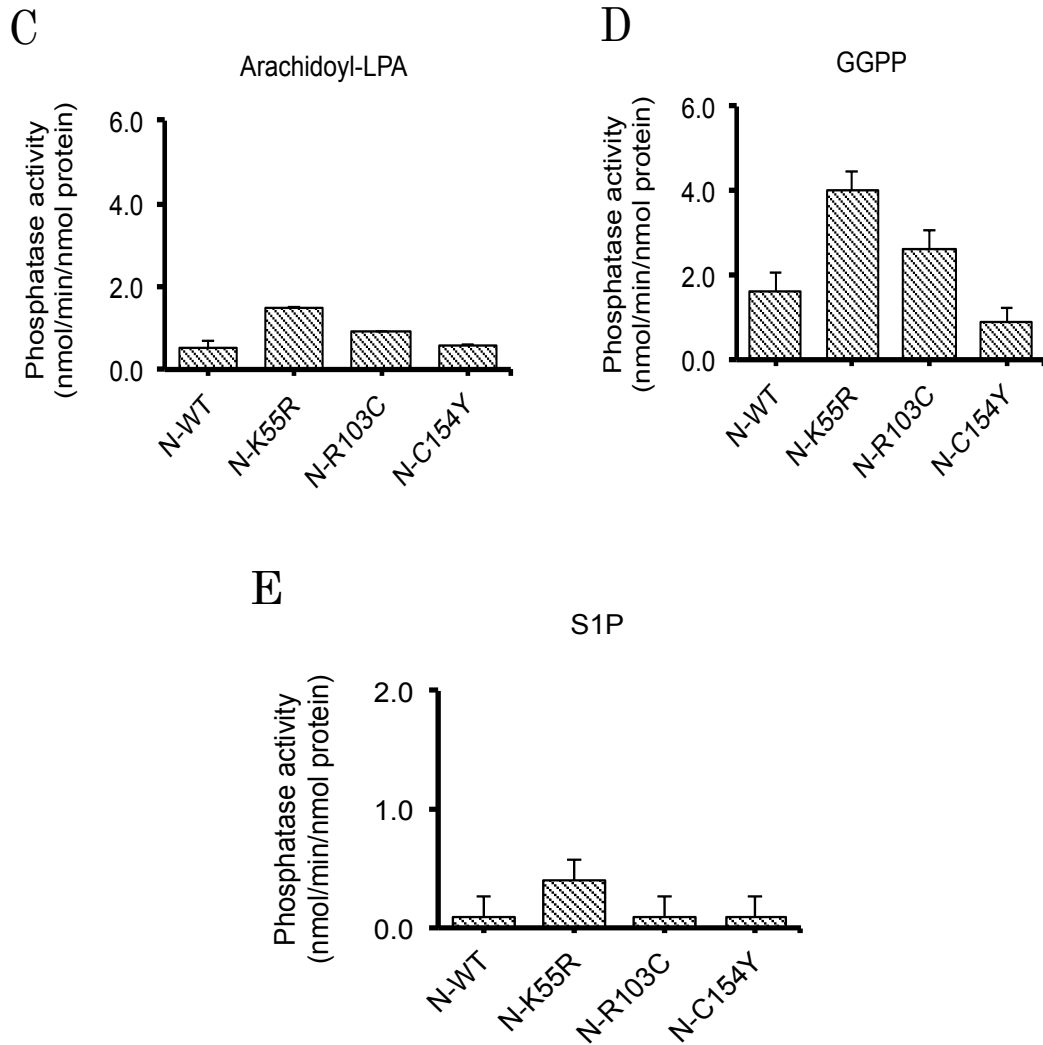 C
Arachidoyl-LPA
Phosphatase activity
(nmol/min/nmol protein)
6.0
4.0
2.0
0.0
N-WT
N-K55R
N-R103C
N-C154Y
D
GGPP
Phosphatase activity
(nmol/min/nmol protein)
6.0
4.0
2.0
0.0
N-WT
N-K55R
N-R103C
N-C154Y
E
S1P
Phosphatase activity
(nmol/min/nmol protein)
2.0
1.0
0.0
N-WT
N-K55R
N-R103C
N-C154Y